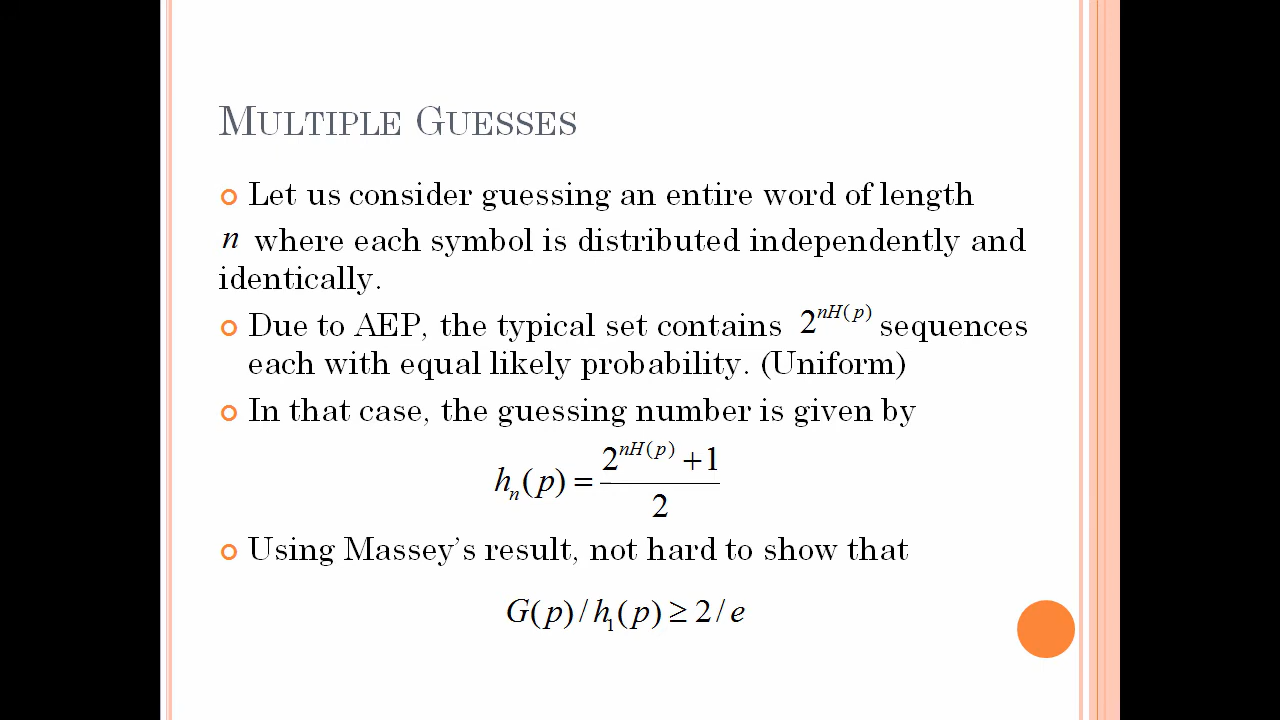 MULTIPLE GUESSES
Let us consider guessing an entire word of length
n where each symbol is distributed independently and
identically.
Due to AEP, the typical set contains 2^{nH(p)} sequences
each with equal likely probability. (Uniform)
In that case, the guessing number is given by
h_n(p) = \frac{2^{nH(p)} + 1}{2}
Using Massey's result, not hard to show that
G(p) / h_1(p) ≥ 2 / e